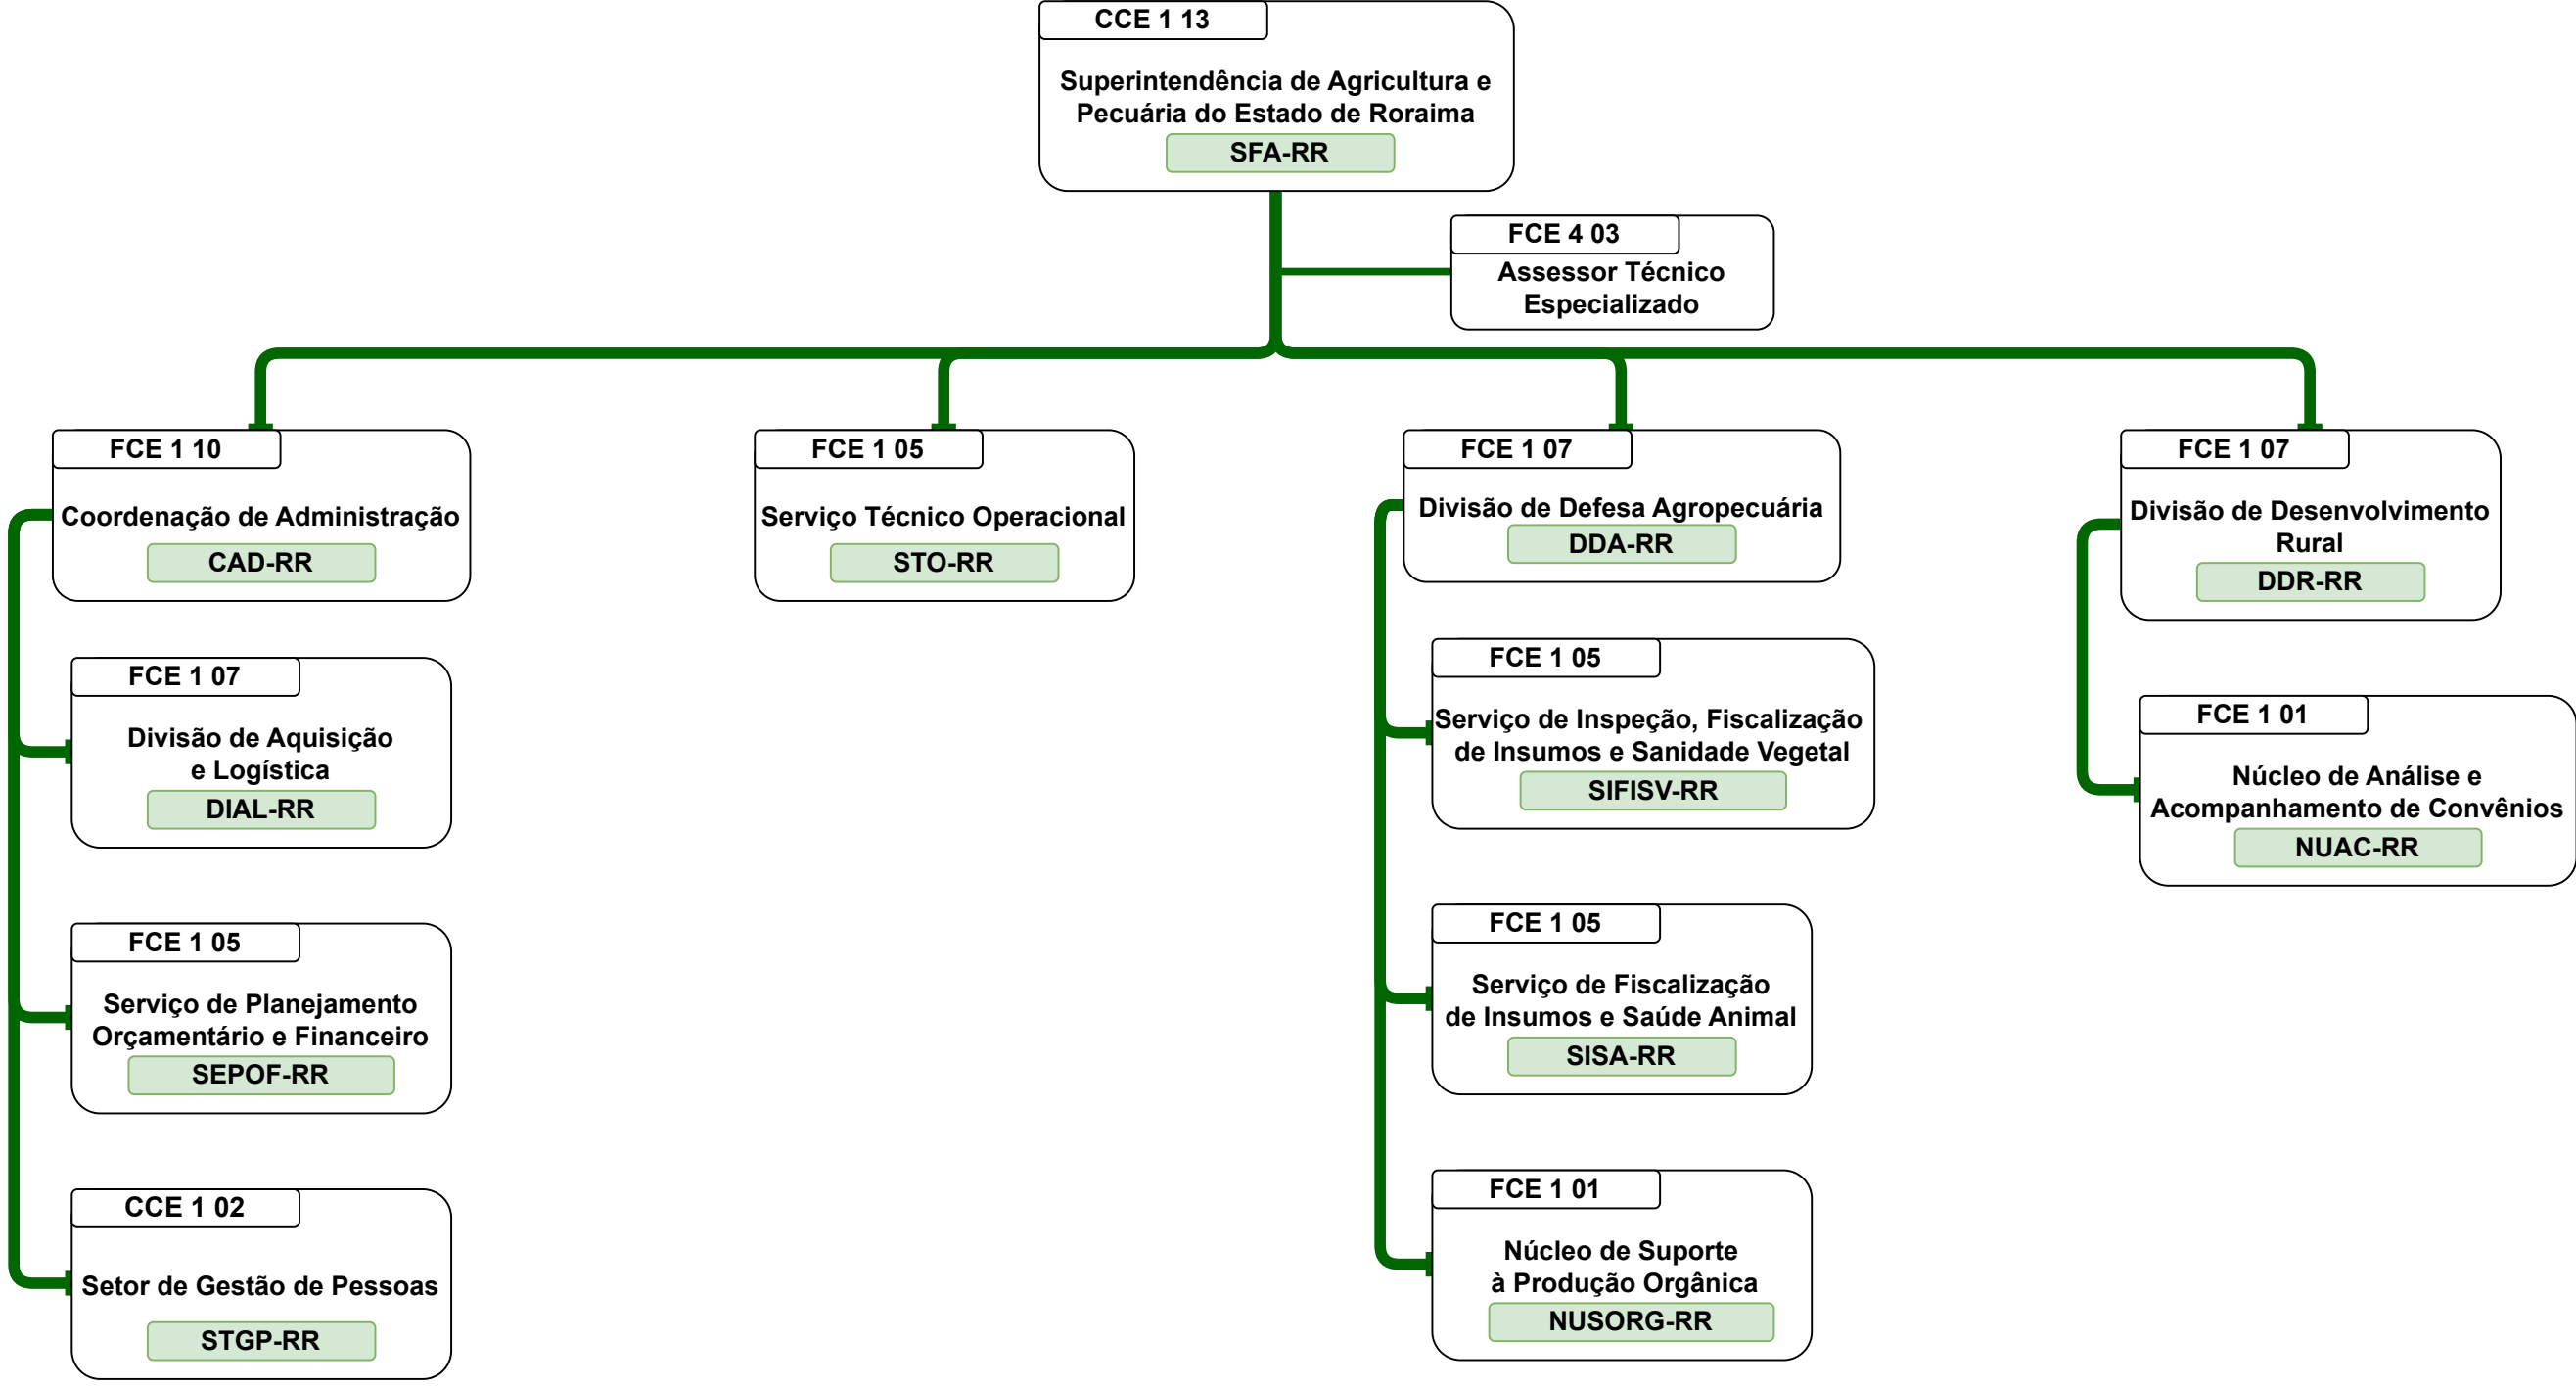 CCE 1 13
Superintendência de Agricultura e
Pecuária do Estado de Roraima
SFA-RR
FCE 4 03
Assessor Técnico
Especializado
FCE 1 10
Coordenação de Administração
CAD-RR
FCE 1 07
Divisão de Aquisição
e Logística
DIAL-RR
FCE 1 05
Serviço de Planejamento
Orçamentário e Financeiro
SEPOF-RR
CCE 1 02
Setor de Gestão de Pessoas
STGP-RR
FCE 1 05
Serviço Técnico Operacional
STO-RR
FCE 1 07
Divisão de Defesa Agropecuária
DDA-RR
FCE 1 05
Serviço de Inspeção, Fiscalização
de Insumos e Sanidade Vegetal
SIFISV-RR
FCE 1 05
Serviço de Fiscalização
de Insumos e Saúde Animal
SISA-RR
FCE 1 01
Núcleo de Suporte
à Produção Orgânica
NUSORG-RR
FCE 1 07
Divisão de Desenvolvimento
Rural
DDR-RR
FCE 1 01
Núcleo de Análise e
Acompanhamento de Convênios
NUAC-RR